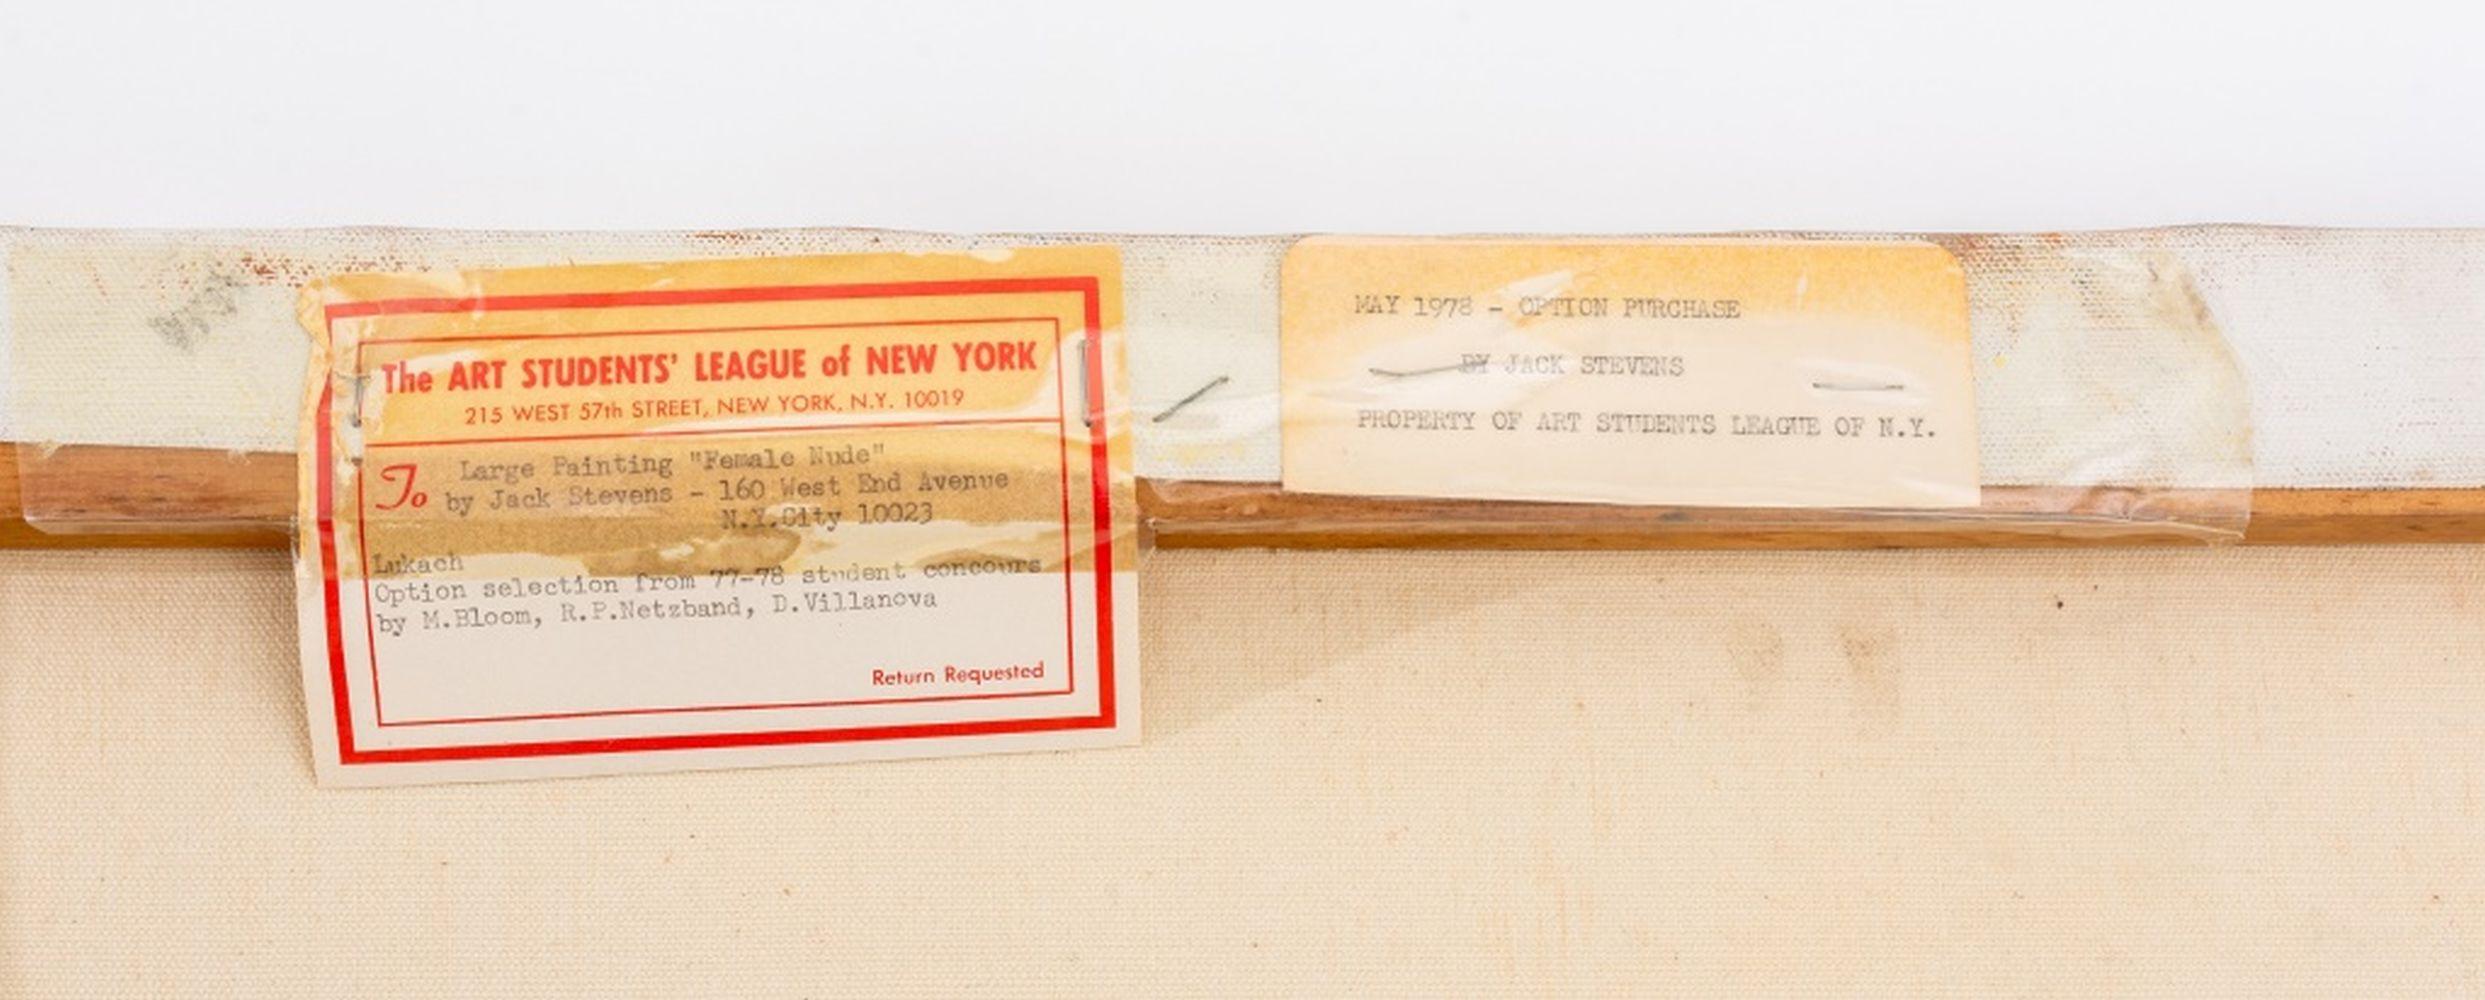 The ART STUDENTS' LEAGUE of NEW YORK
215 WEST 57th STREET, NEW YORK, N.Y. 10019
To Large Painting "Female Nude"
by Jack Stevens - 160 West End Avenue
N.Y.City 10023
Lukach
Option selection from 77-78 student concours
by M.Bloom, R.P.Netzband, D.Villanova
Return Requested
MAY 1978 - OPTION PURCHASE
BY JACK STEVENS
PROPERTY OF ART STUDENTS LEAGUE OF N.Y.